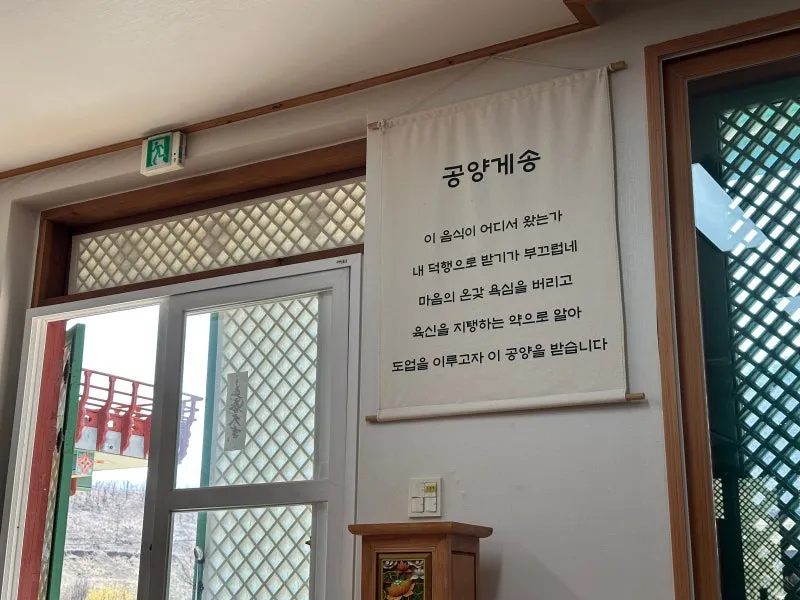 공양게송
이 음식이 어디서 왔는가
내 덕행으로 받기가 부끄럽네
마음의 온갖 욕심을 버리고
육신을 지탱하는 약으로 알아
도업을 이루고자 이 공양을 받습니다